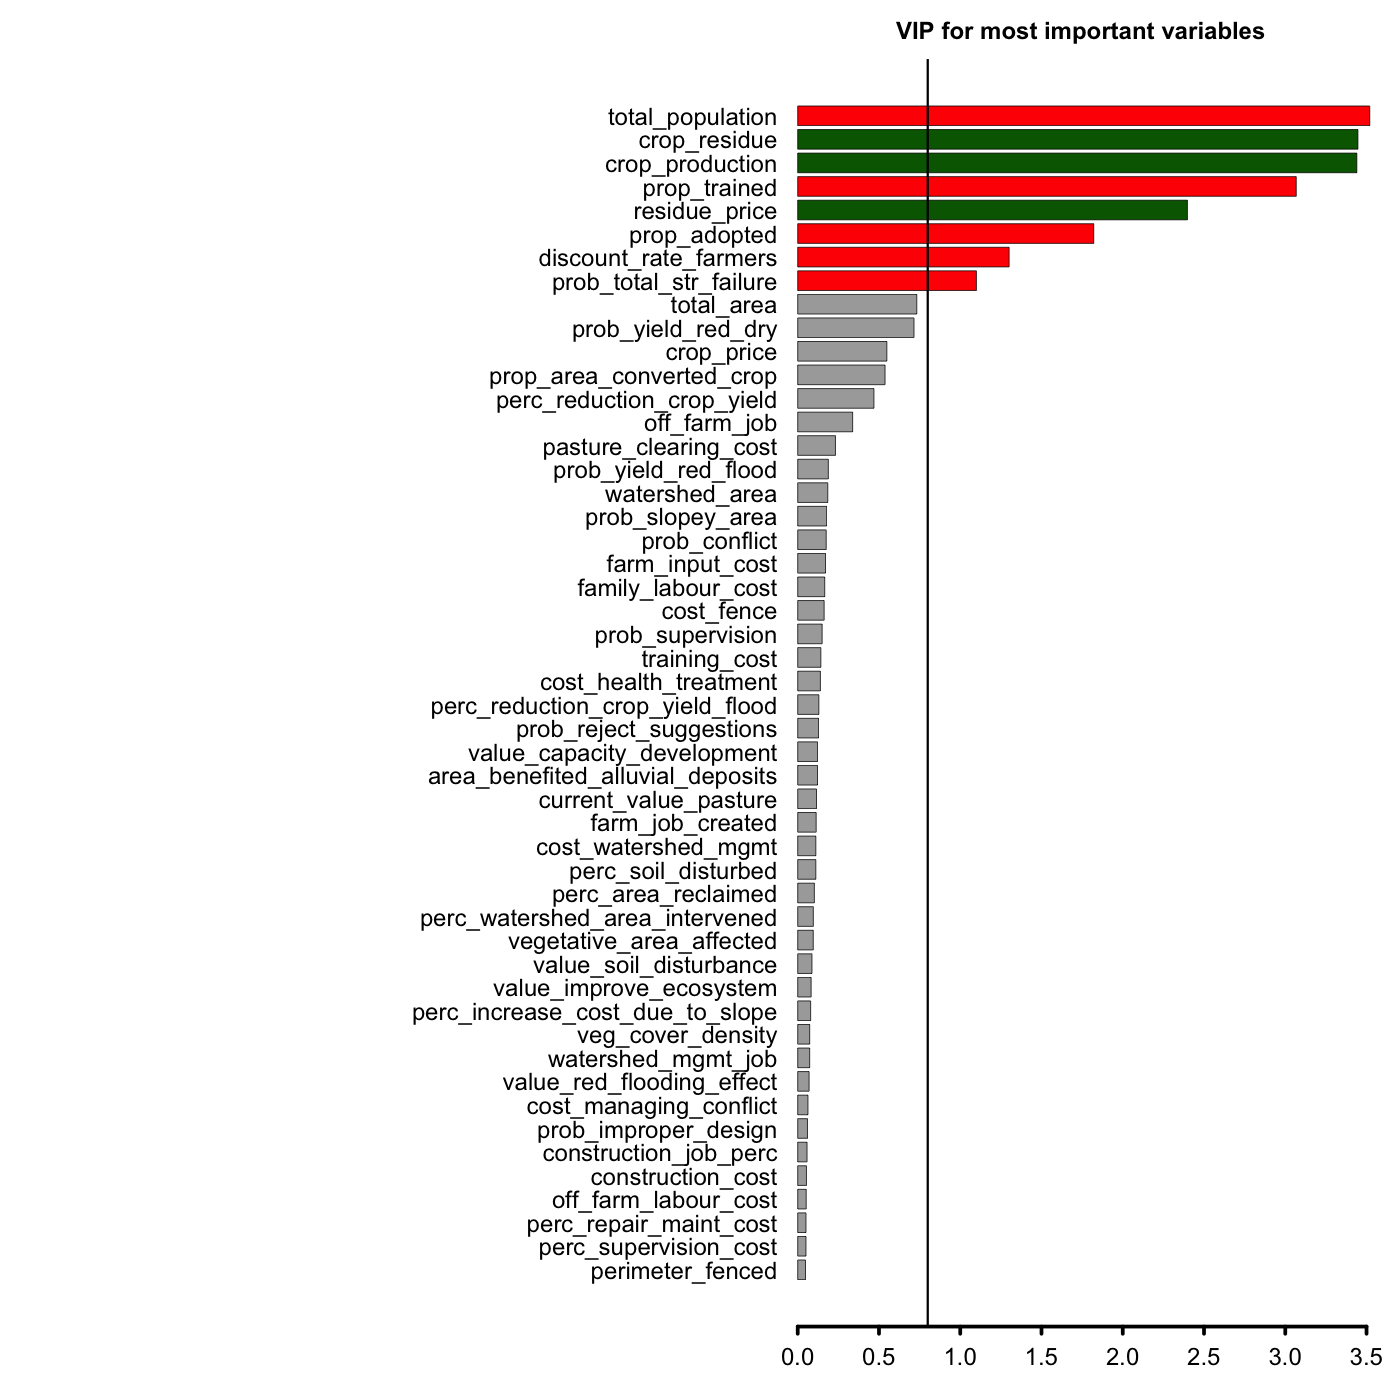 VIP for most important variables
total_population
crop_residue
crop_production
prop_trained
residue_price
prop_adopted
discount_rate_farmers
prob_total_str_failure
total_area
prob_yield_red_dry
crop_price
prop_area_converted_crop
perc_reduction_crop_yield
off_farm_job
pasture_clearing_cost
prob_yield_red_flood
watershed_area
prob_slopey_area
prob_conflict
farm_input_cost
family_labour_cost
cost_fence
prob_supervision
training_cost
cost_health_treatment
perc_reduction_crop_yield_flood
prob_reject_suggestions
value_capacity_development
area_benefited_alluvial_deposits
current_value_pasture
farm_job_created
cost_watershed_mgmt
perc_soil_disturbed
perc_area_reclaimed
perc_watershed_area_intervened
vegetative_area_affected
value_soil_disturbance
value_improve_ecosystem
perc_increase_cost_due_to_slope
veg_cover_density
watershed_mgmt_job
value_red_flooding_effect
cost_managing_conflict
prob_improper_design
construction_job_perc
construction_cost
off_farm_labour_cost
perc_repair_maint_cost
perc_supervision_cost
perimeter_fenced
0.0 0.5 1.0 1.5 2.0 2.5 3.0 3.5